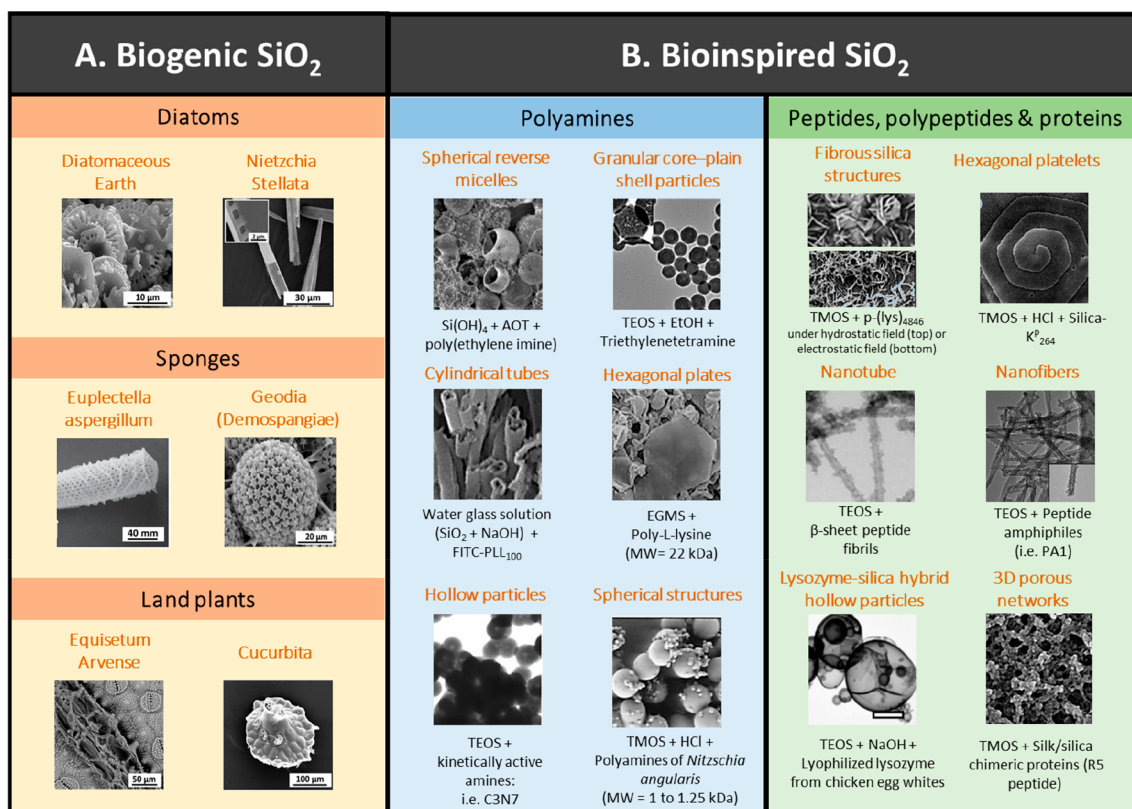 A. Biogenic SiO₂
B. Bioinspired SiO₂
Diatoms
Diatomaceous
Earth
Nietzchia
Stellata
10 µm
2 µm
30 µm
Sponges
Euplectella
aspergillum
Geodia
(Demospangiae)
40 mm
20 µm
Land plants
Equisetum
Arvense
Cucurbita
50 µm
100 µm
Polyamines
Spherical reverse
micelles
Granular core–plain
shell particles
Si(OH)₄ + AOT +
poly(ethylene imine)
TEOS + EtOH +
Triethylenetetramine
Cylindrical tubes
Hexagonal plates
Water glass solution
(SiO₂ + NaOH) +
FITC-PLL₁₀₀
EGMS +
Poly-L-lysine
(MW= 22 kDa)
Hollow particles
Spherical structures
TEOS +
kinetically active
amines:
i.e. C3N7
TMOS + HCl +
Polyamines of Nitzschia
angularis
(MW = 1 to 1.25 kDa)
Peptides, polypeptides & proteins
Fibrous silica
structures
Hexagonal platelets
TMOS + p-(lys)₄₈₄₆
under hydrostatic field (top) or
electrostatic field (bottom)
TMOS + HCl + Silica-
Kᵖ₂₆₄
Nanotube
Nanofibers
TEOS +
β-sheet peptide
fibrils
TEOS + Peptide
amphiphiles
(i.e. PA1)
Lysozyme-silica hybrid
hollow particles
3D porous
networks
TEOS + NaOH +
Lyophilized lysozyme
from chicken egg whites
TMOS + Silk/silica
chimeric proteins (R5
peptide)